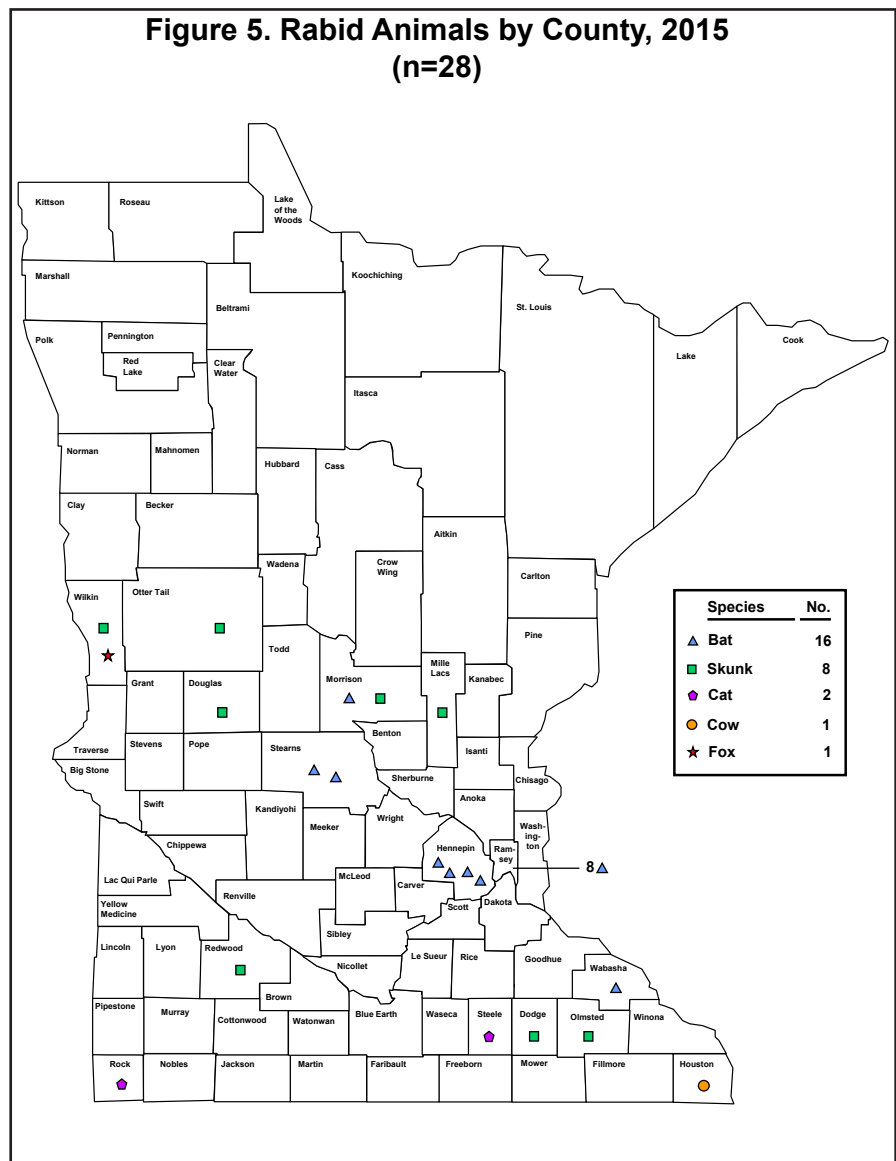 Figure 5. Rabid Animals by County, 2015
(n=28)
Kittson
Roseau
Lake
of the
Woods
Marshall
Koochiching
St. Louis
Beltrami
Polk
Pennington
Red
Lake
Clear
Water
Lake
Cook
Itasca
Norman
Mahnomen
Hubbard
Cass
Clay
Becker
Aitkin
Wadena
Crow
Wing
Carlton
Wilkin
Otter Tail
Pine
Todd
Morrison
Mille
Lacs
Kanabec
Grant
Douglas
Benton
Traverse
Stevens
Pope
Stearns
Isanti
Big Stone
Sherburne
Chisago
Swift
Kandiyohi
Anoka
Meeker
Wright
Wash-
ing-
ton
Chippewa
Hennepin
Ram-
sey
8
Lac Qui Parle
McLeod
Carver
Renville
Yellow
Medicine
Scott
Dakota
Sibley
Lincoln
Lyon
Redwood
Nicollet
Le Sueur
Rice
Goodhue
Wabasha
Brown
Pipestone
Murray
Cottonwood
Watonwan
Blue Earth
Waseca
Steele
Dodge
Olmsted
Winona
Rock
Nobles
Jackson
Martin
Faribault
Freeborn
Mower
Fillmore
Houston
Species No.
Bat 16
Skunk 8
Cat 2
Cow 1
Fox 1